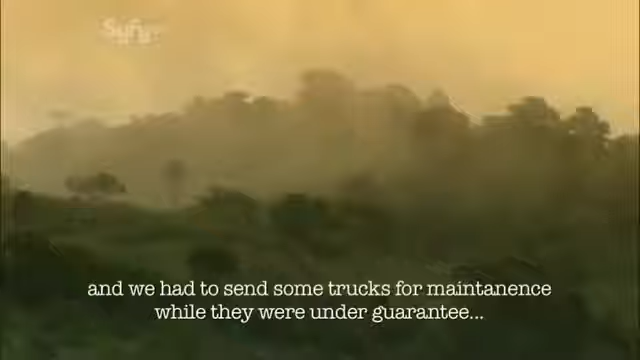 Syfy
and we had to send some trucks for maintanence
while they were under guarantee...